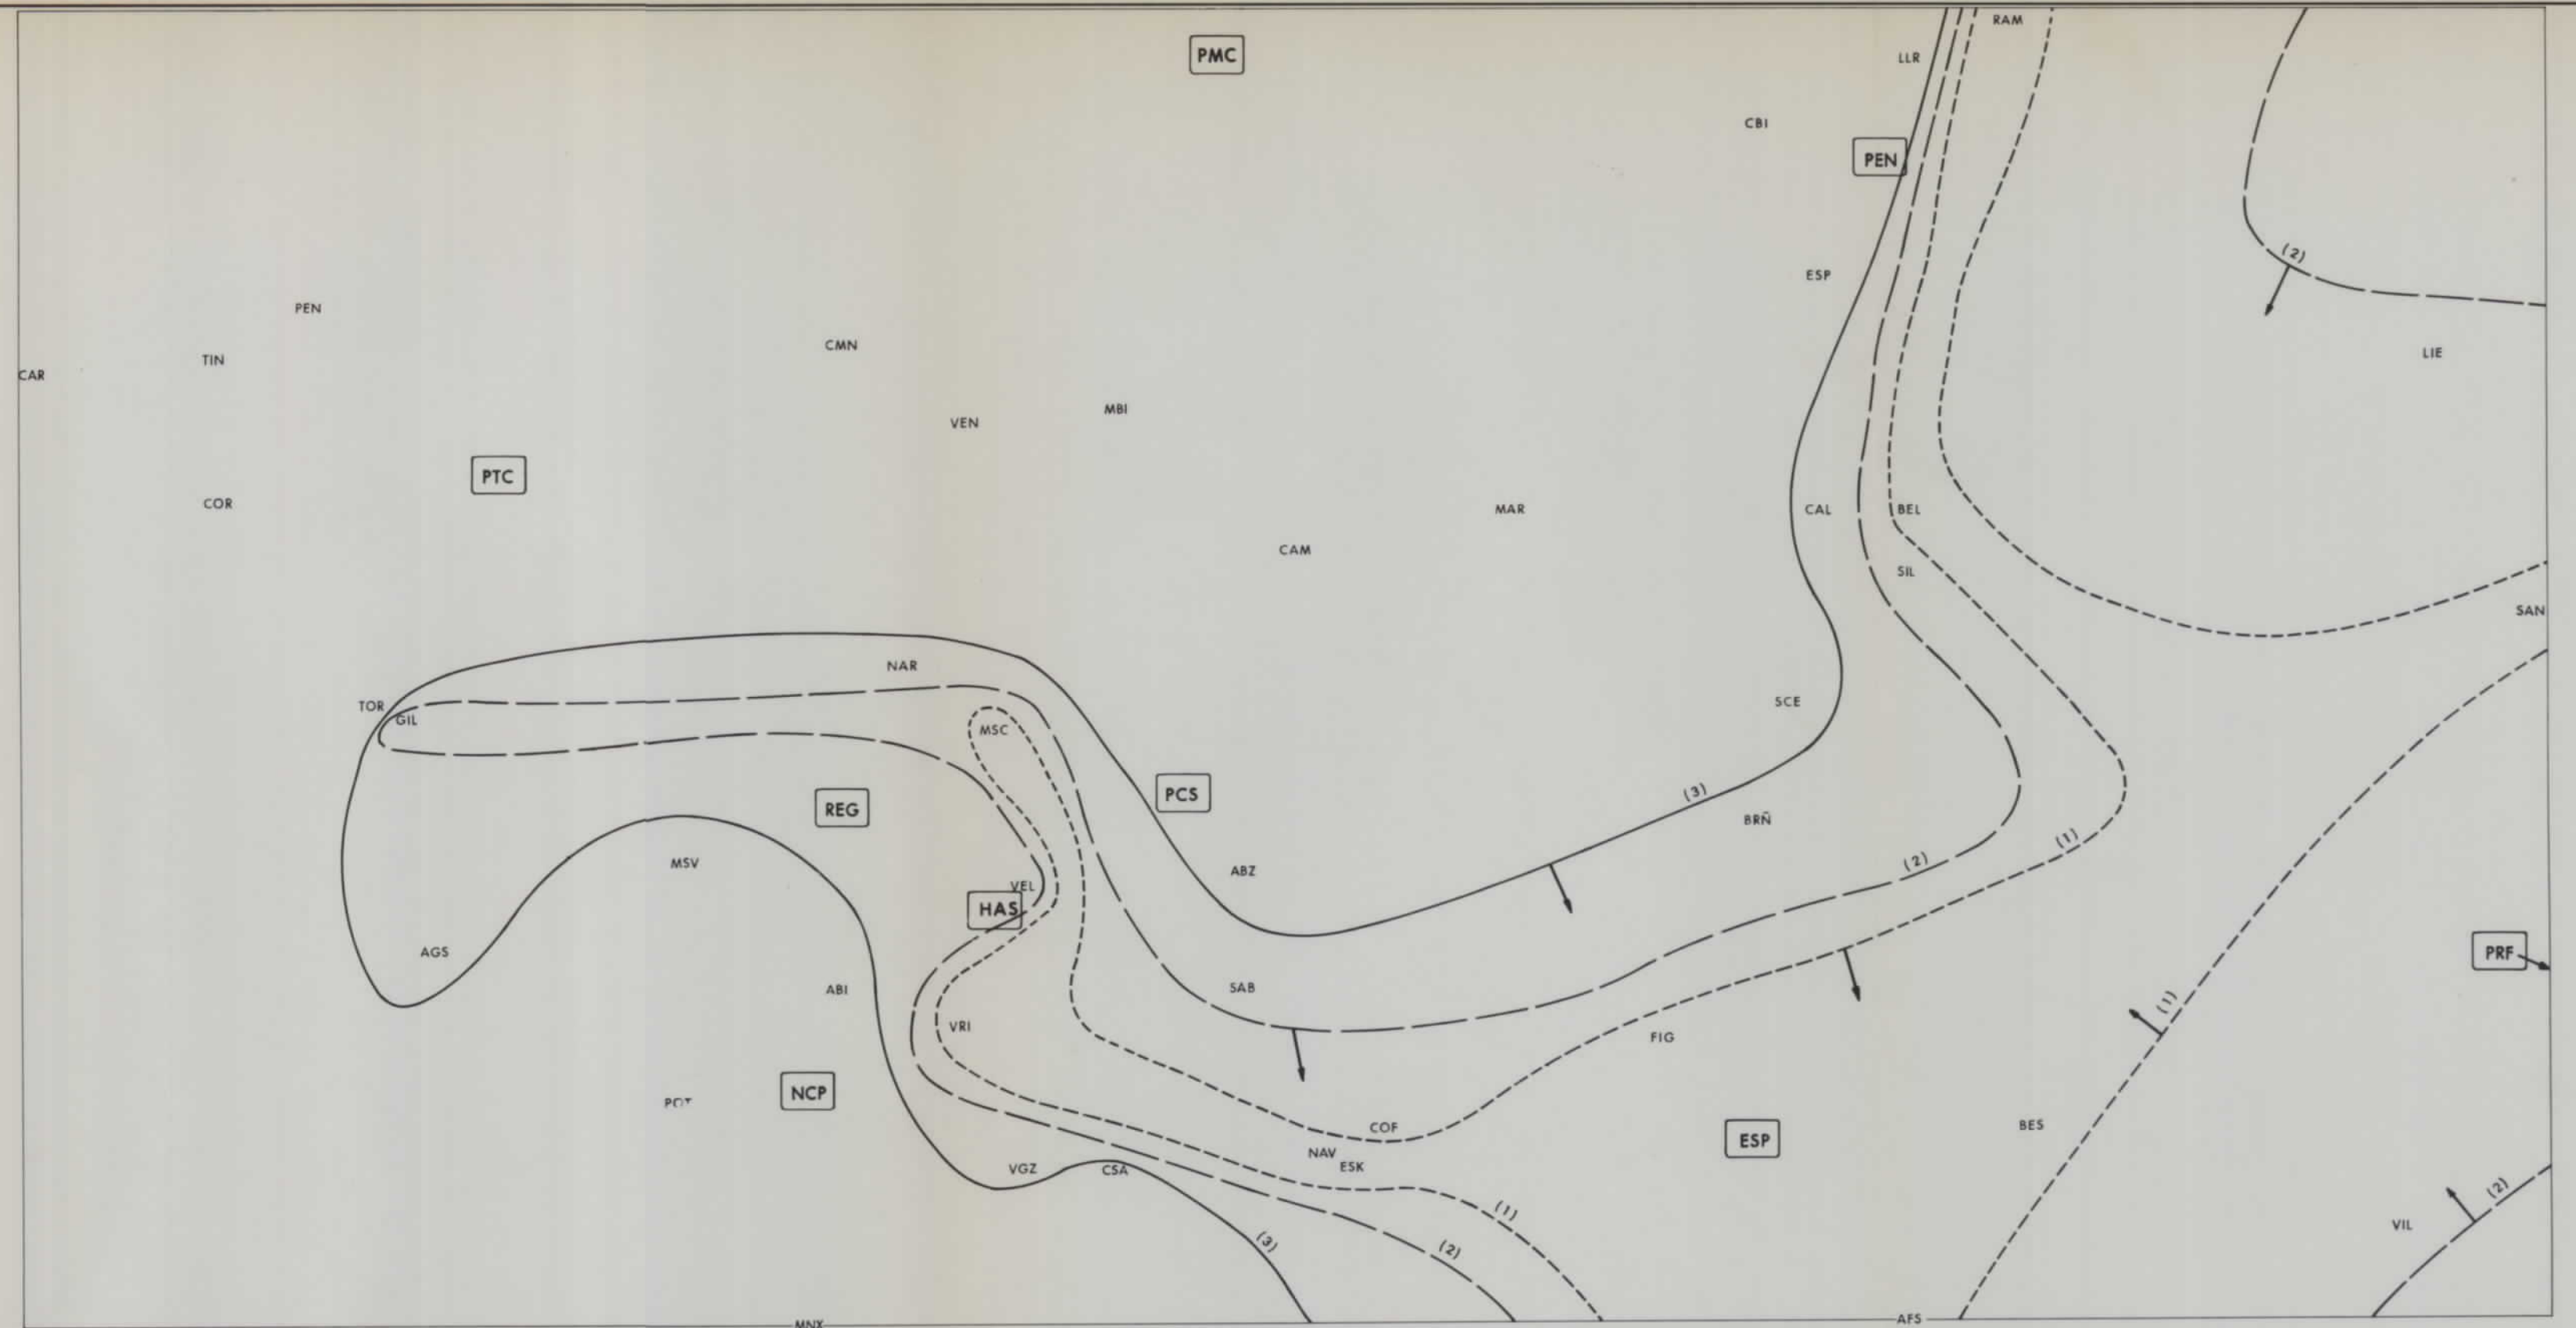 RAM
PMC
LLR
CBI
PEN
(2)
ESP
PEN
CMN
LIE
TIN
CAR
MBI
VEN
PTC
COR
MAR
CAL
BEL
CAM
SIL
SAN
NAR
SCE
TOR
GIL
MSC
(3)
PCS
REG
BRÑ
(1)
(2)
MSV
ABZ
VEL
HAS
AGS
PRF
SAB
ABI
(1)
VRI
FIG
NCP
POT
BES
COF
ESP
NAV
ESK
VGZ
CSA
(2)
(1)
VIL
(3)
(2)
AFS
MNX